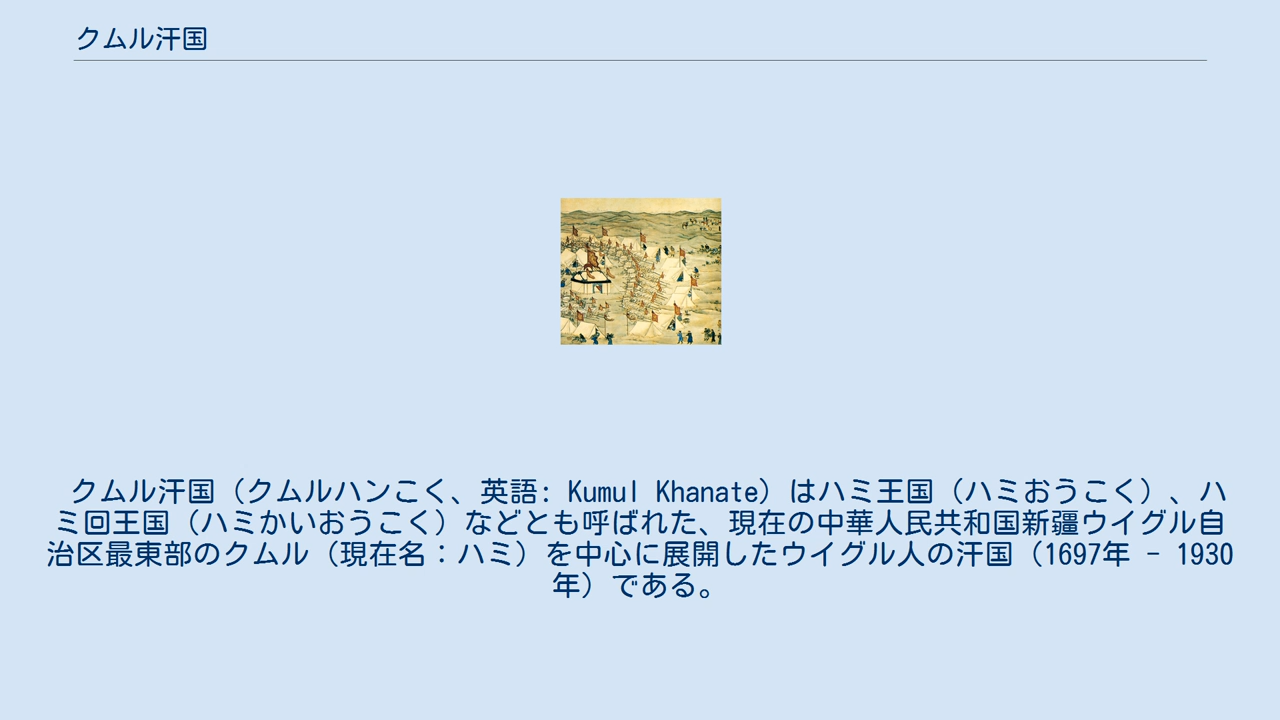 クムル汗国
クムル汗国（クムルハンこく、英語: Kumul Khanate）はハミ王国（ハミおうこく）、ハ
ミ回王国（ハミかいおうこく）などとも呼ばれた、現在の中華人民共和国新疆ウイグル自
治区最東部のクムル（現在名：ハミ）を中心に展開したウイグル人の汗国（1697年 - 1930
年）である。